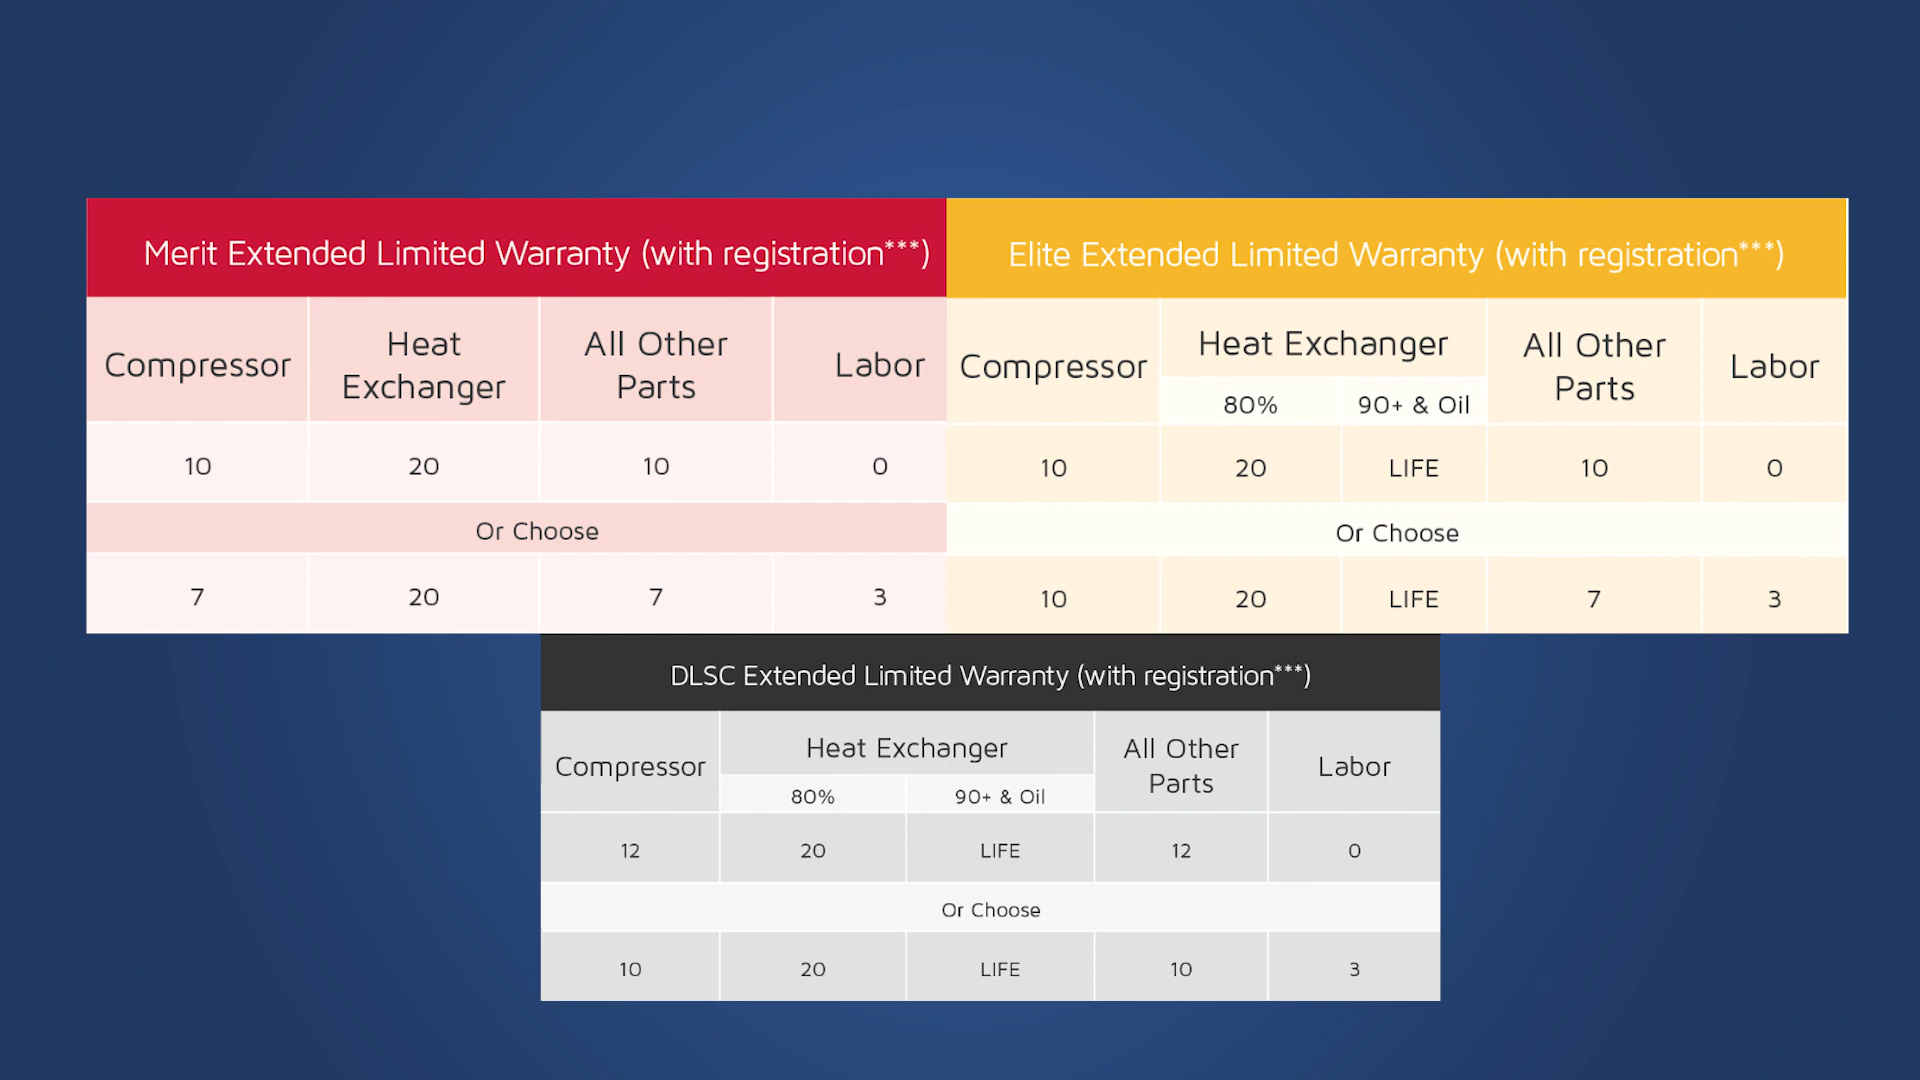 Merit Extended Limited Warranty (with registration***)
Compressor
Heat
Exchanger
All Other
Parts
Labor
10 20 10 0
Or Choose
7 20 7 3
Elite Extended Limited Warranty (with registration***)
Compressor
Heat Exchanger
80% 90+ & Oil
All Other
Parts
Labor
10 20 LIFE 10 0
Or Choose
10 20 LIFE 7 3
DLSC Extended Limited Warranty (with registration***)
Compressor
Heat Exchanger
80% 90+ & Oil
All Other
Parts
Labor
12 20 LIFE 12 0
Or Choose
10 20 LIFE 10 3